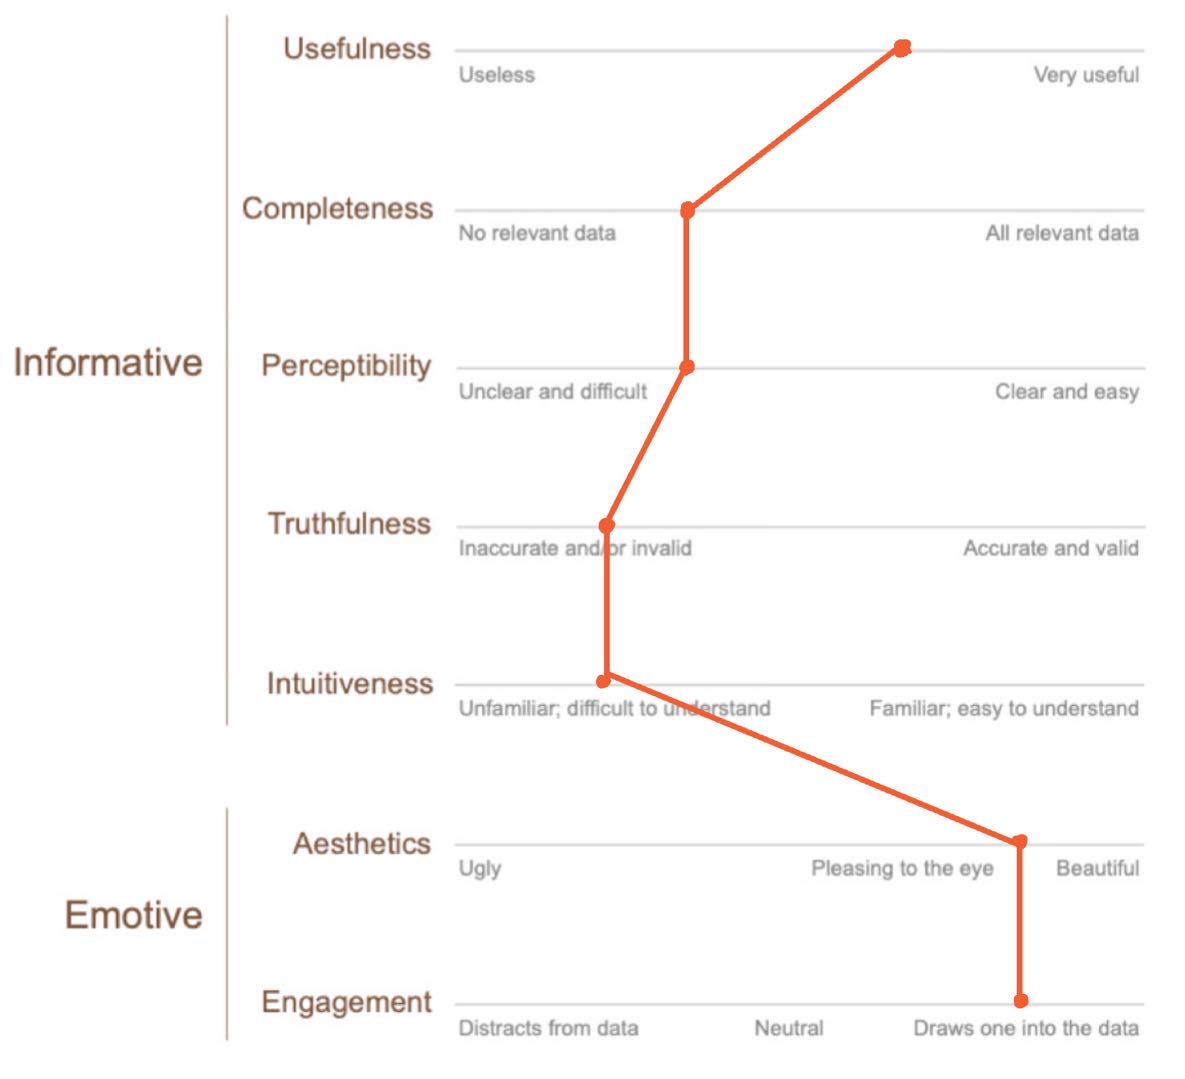 Usefulness
Useless
Very useful
Completeness
No relevant data
All relevant data
Informative
Perceptibility
Unclear and difficult
Clear and easy
Truthfulness
Inaccurate and/or invalid
Accurate and valid
Intuitiveness
Unfamiliar; difficult to understand
Familiar; easy to understand
Aesthetics
Ugly
Pleasing to the eye
Beautiful
Emotive
Engagement
Distracts from data
Neutral
Draws one into the data